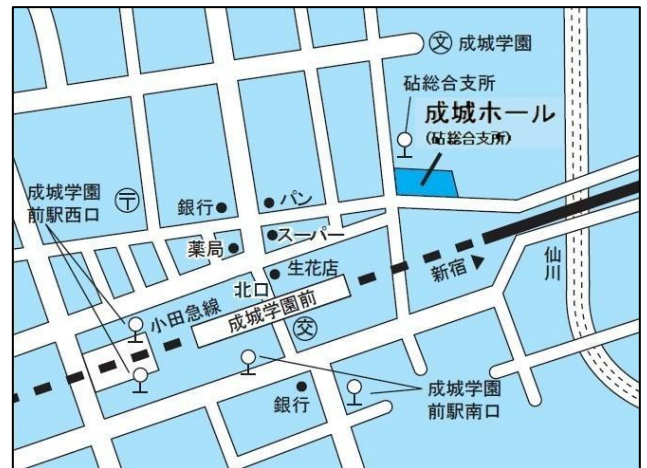 文 成城学園
砧総合支所
成城ホール
(砧総合支所)
成城学園
前駅西口
〒
銀行
パン
スーパー
薬局
生花店
北口
新宿
仙川
小田急線
成城学園前
交
銀行
成城学園
前駅南口